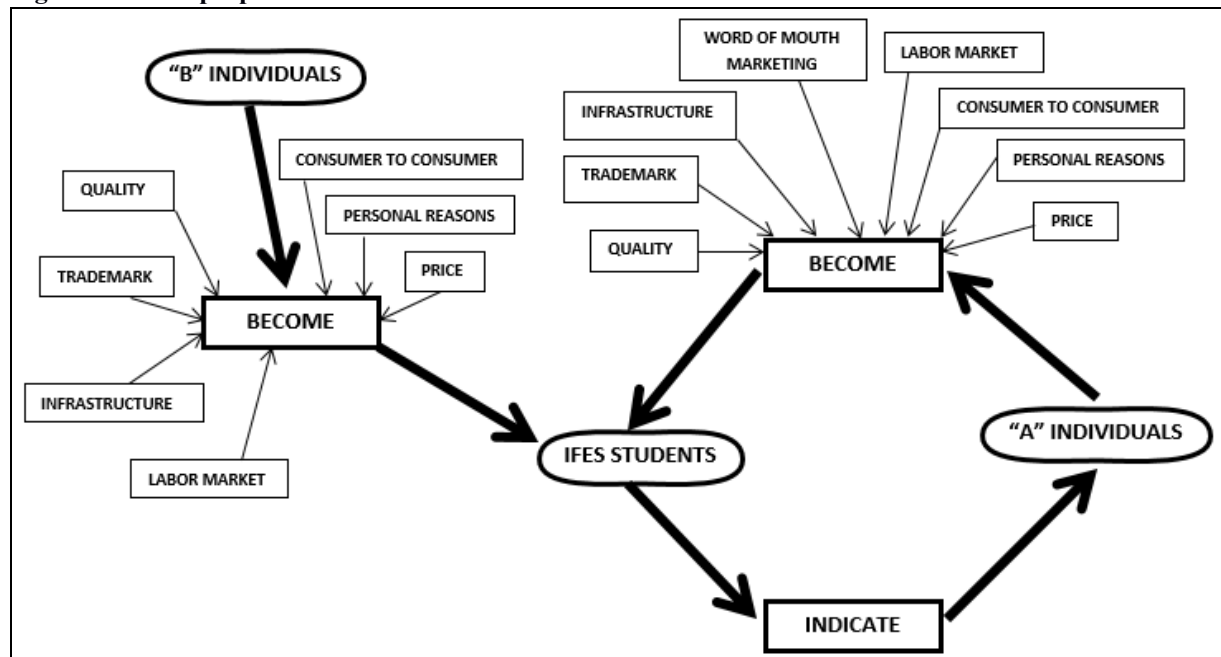 "B" INDIVIDUALS
CONSUMER TO CONSUMER
QUALITY
PERSONAL REASONS
TRADEMARK
PRICE
BECOME
INFRASTRUCTURE
LABOR MARKET
WORD OF MOUTH
MARKETING
LABOR MARKET
INFRASTRUCTURE
CONSUMER TO CONSUMER
TRADEMARK
PERSONAL REASONS
QUALITY
PRICE
BECOME
IFES STUDENTS
"A" INDIVIDUALS
INDICATE